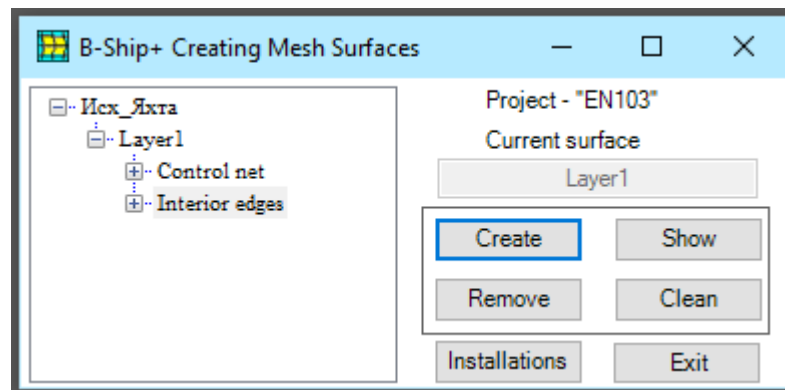 B-Ship+ Creating Mesh Surfaces
Исх_Яхта
Layer1
Control net
Interior edges
Project - "EN103"
Current surface
Layer1
Create
Show
Remove
Clean
Installations
Exit